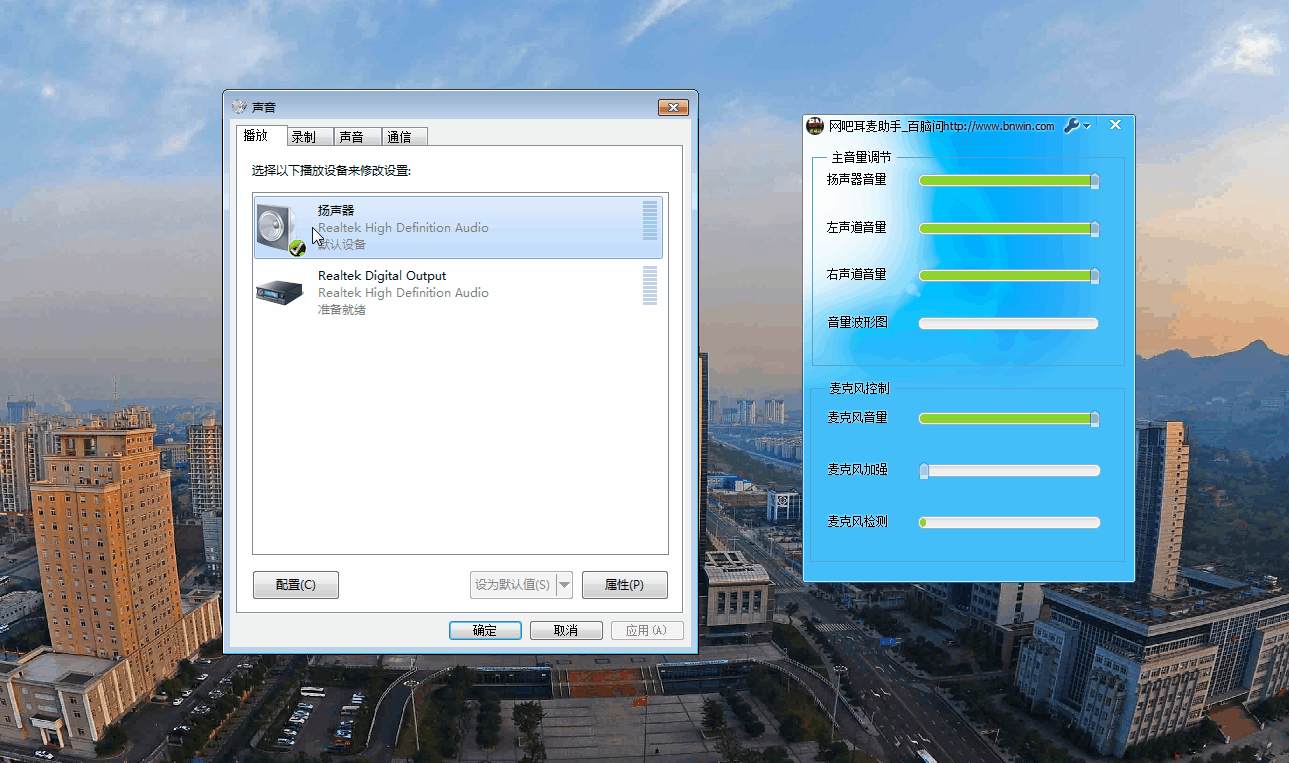 声音
播放
录制
声音
通信
选择以下播放设备来修改设置:
扬声器
Realtek High Definition Audio
默认设备
Realtek Digital Output
Realtek High Definition Audio
准备就绪
配置(C)
设为默认值(S)
属性(P)
确定
取消
应用(A)
网吧耳麦助手_百脑问http://www.bnwin.com
主音量调节
扬声器音量
左声道音量
右声道音量
音量波形图
麦克风控制
麦克风音量
麦克风加强
麦克风检测